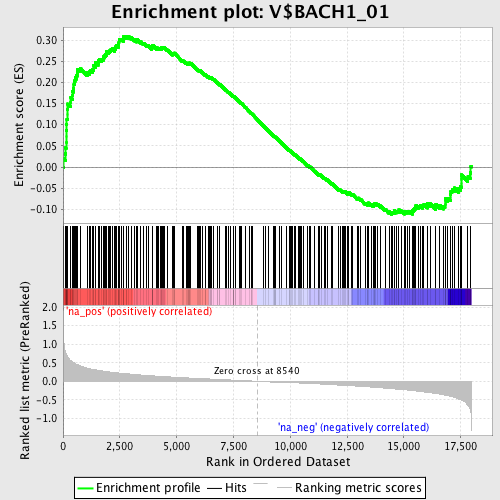 Enrichment plot: V$BACH1_01
Enrichment score (ES)
0.30
0.25
0.20
0.15
0.10
0.05
0.00
-0.05
-0.10
'na_pos' (positively correlated)
Ranked list metric (PreRanked)
2.0
1.5
1.0
0.5
0.0
-0.5
-1.0
Zero cross at 8540
'na_neg' (negatively correlated)
0 2,500 5,000 7,500 10,000 12,500 15,000 17,500
Rank in Ordered Dataset
Enrichment profile Hits Ranking metric scores